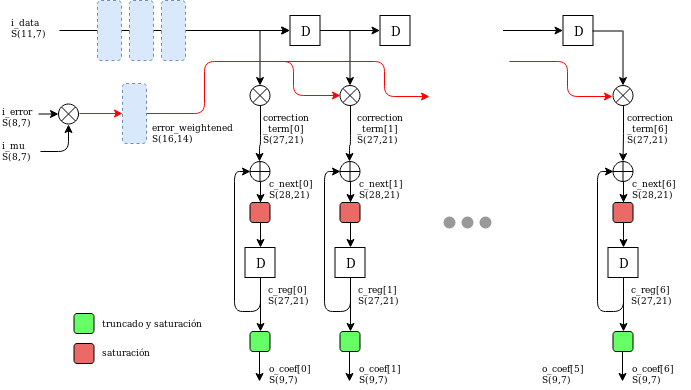 i_data
S(11,7)
D
D
D
i_error
S(8,7)
i_mu
S(8,7)
error_weightened
S(16,14)
correction
_term[0]
S(27,21)
correction
_term[1]
S(27,21)
correction
_term[6]
S(27,21)
c_next[0]
S(28,21)
c_next[1]
S(28,21)
c_next[6]
S(28,21)
D
D
D
c_reg[0]
S(27,21)
c_reg[1]
S(27,21)
c_reg[6]
S(27,21)
truncado y saturación
saturación
o_coef[0]
S(9,7)
o_coef[1]
S(9,7)
o_coef[5]
S(9,7)
o_coef[6]
S(9,7)